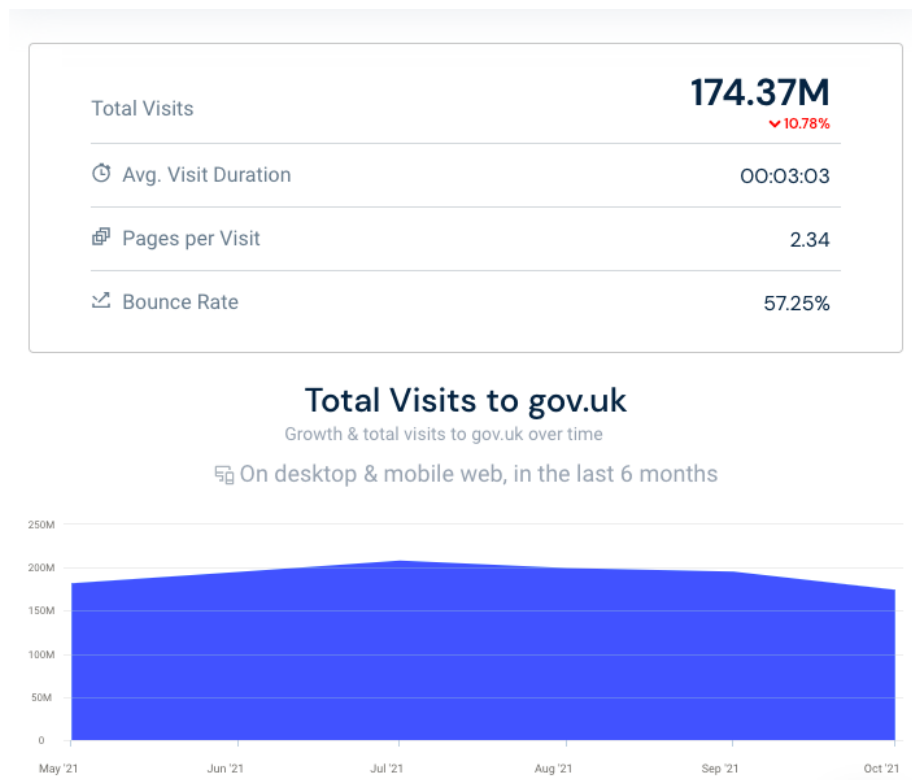 Total Visits 174.37M
10.78%
Avg. Visit Duration 00:03:03
Pages per Visit 2.34
Bounce Rate 57.25%
Total Visits to gov.uk
Growth & total visits to gov.uk over time
On desktop & mobile web, in the last 6 months
250M
200M
150M
100M
50M
0
May '21 Jun '21 Jul '21 Aug '21 Sep '21 Oct '21